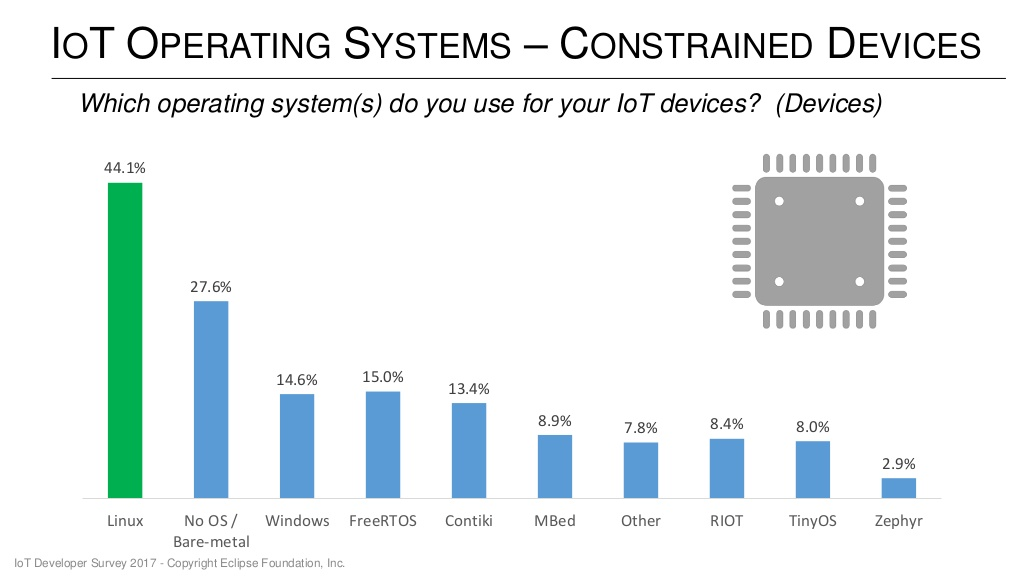 IOT OPERATING SYSTEMS – CONSTRAINED DEVICES
Which operating system(s) do you use for your IoT devices?  (Devices)
44.1%
27.6%
14.6%
15.0%
13.4%
8.9%
7.8%
8.4%
8.0%
2.9%
Linux
No OS /
Bare-metal
Windows
FreeRTOS
Contiki
MBed
Other
RIOT
TinyOS
Zephyr
IoT Developer Survey 2017 - Copyright Eclipse Foundation, Inc.